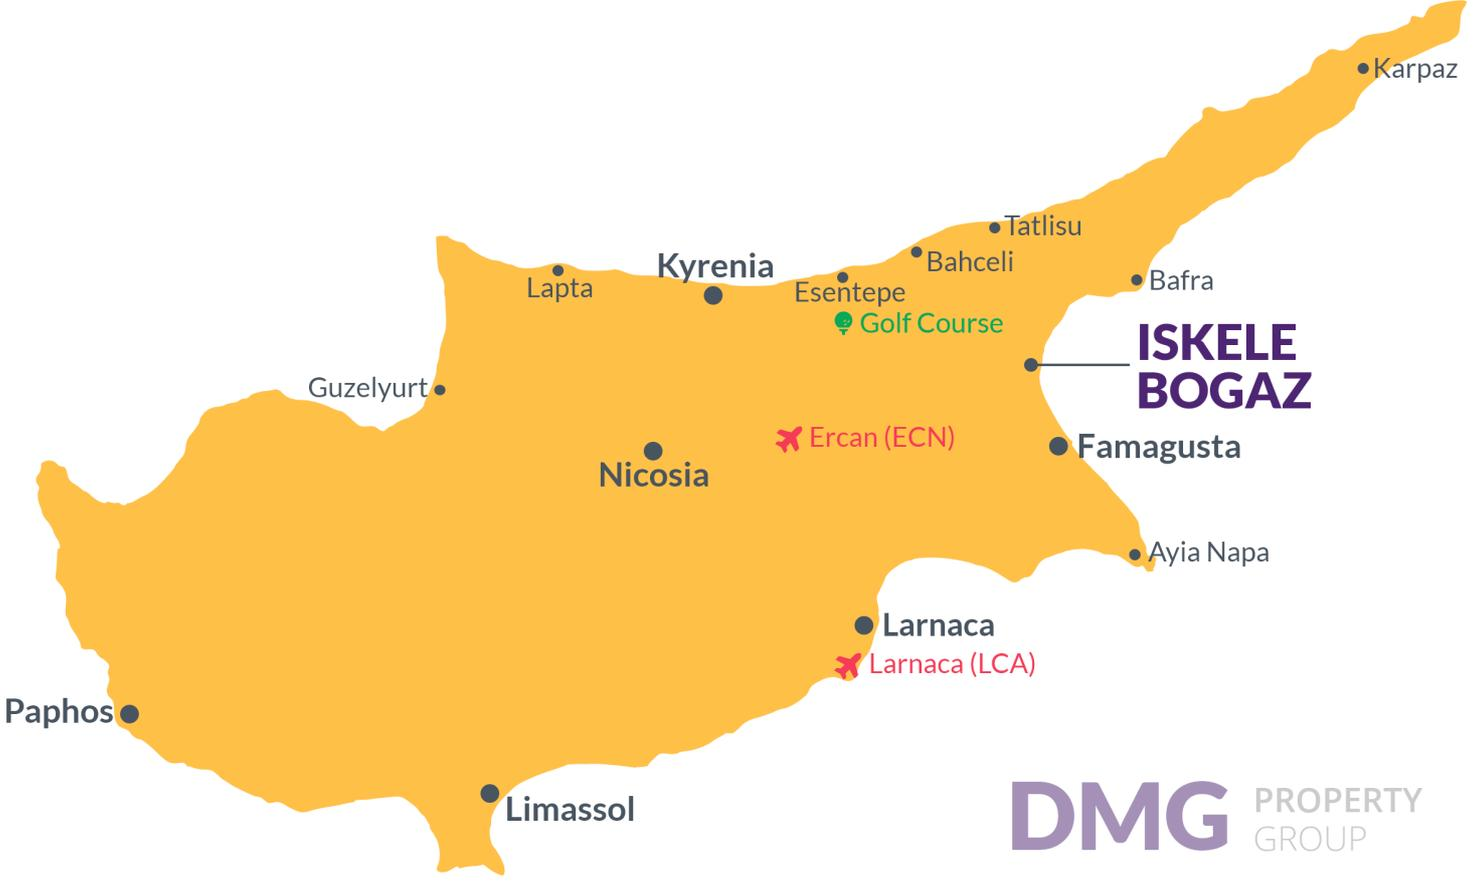 Karpaz
Tatlisu
Bahceli
Kyrenia
Lapta
Esentepe
Bafra
Golf Course
ISKELE
BOGAZ
Guzelyurt
Ercan (ECN)
Famagusta
Nicosia
Ayia Napa
Larnaca
Larnaca (LCA)
Paphos
Limassol
DMG PROPERTY
GROUP